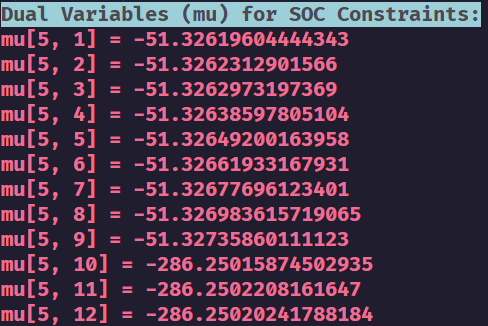 Dual Variables (mu) for SOC Constraints:
mu[5, 1] = -51.32619604444343
mu[5, 2] = -51.3262312901566
mu[5, 3] = -51.3262973197369
mu[5, 4] = -51.32638597805104
mu[5, 5] = -51.32649200163958
mu[5, 6] = -51.32661933167931
mu[5, 7] = -51.32677696123401
mu[5, 8] = -51.326983615719065
mu[5, 9] = -51.32735860111123
mu[5, 10] = -286.25015874502935
mu[5, 11] = -286.2502208161647
mu[5, 12] = -286.25020241788184